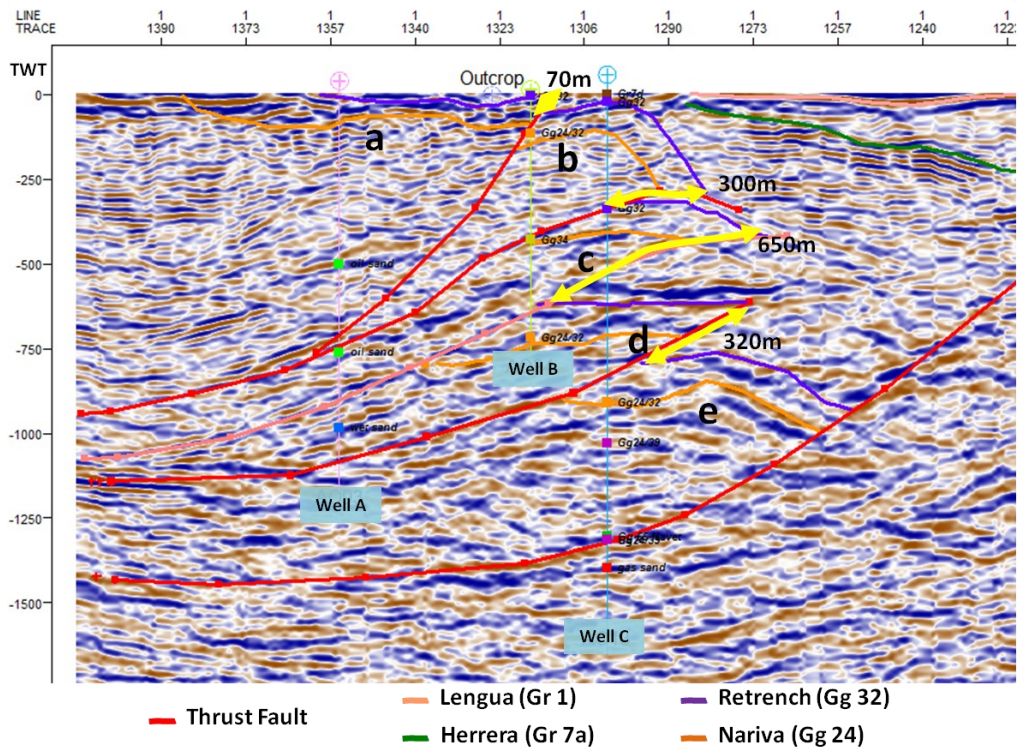 LINE 1 1 1 1 1 1 1 1 1 1 1
TRACE 1390 1373 1357 1340 1323 1306 1290 1273 1257 1240 1223
TWT
Outcrop
70m
0
Gr7d
Gg32
a
Gg24/32
b
-250
300m
Gg32
Gg34
650m
c
-500
oil sand
320m
Gg24/32
d
-750
oil sand
Well B
Gg24/32
e
wet sand
-1000
Gg24/39
Well A
-1250
gas sand
-1500
Well C
Thrust Fault
Lengua (Gr 1)
Retrench (Gg 32)
Herrera (Gr 7a)
Nariva (Gg 24)